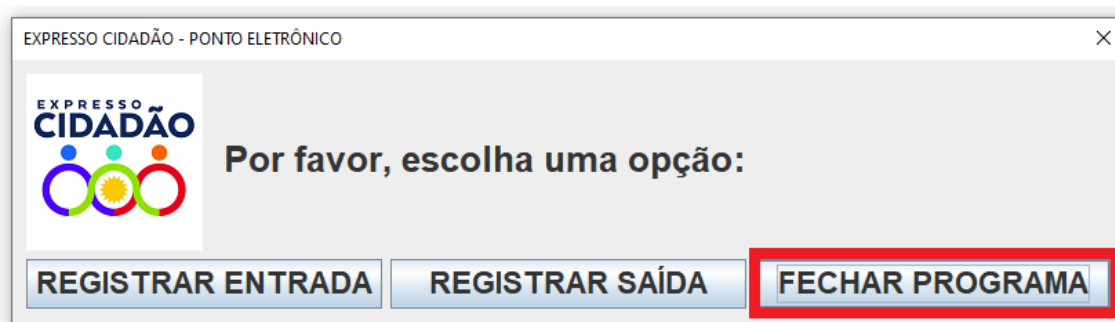 EXPRESSO CIDADÃO - PONTO ELETRÔNICO
EXPRESSO
CIDADÃO
Por favor, escolha uma opção:
REGISTRAR ENTRADA REGISTRAR SAÍDA FECHAR PROGRAMA